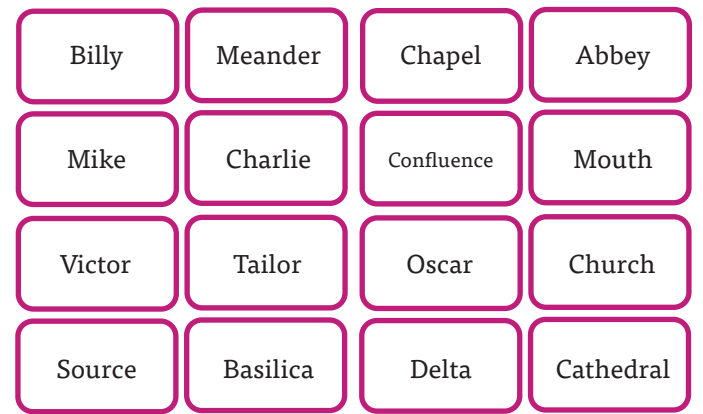 Billy Meander Chapel Abbey
Mike Charlie Confluence Mouth
Victor Tailor Oscar Church
Source Basilica Delta Cathedral